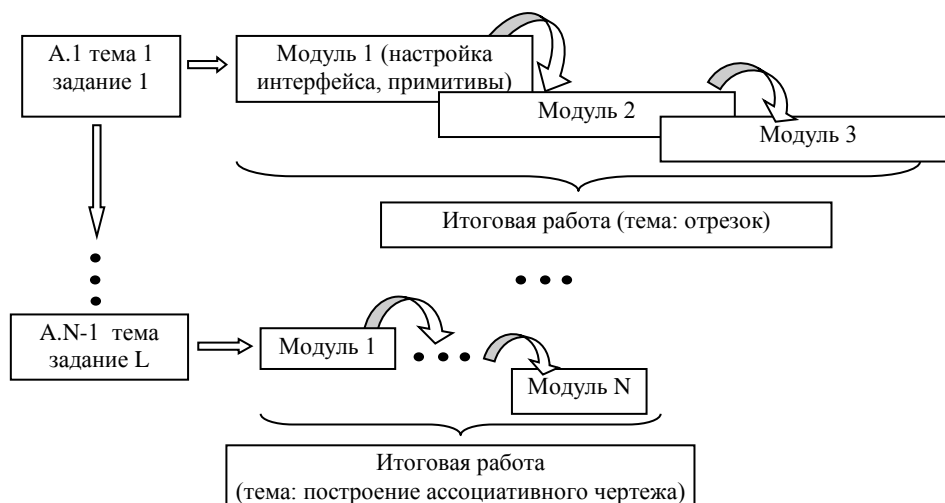 А.1 тема 1
задание 1
Модуль 1 (настройка
интерфейса, примитивы)
Модуль 2
Модуль 3
Итоговая работа (тема: отрезок)
А.N-1 тема
задание L
Модуль 1
Модуль N
Итоговая работа
(тема: построение ассоциативного чертежа)